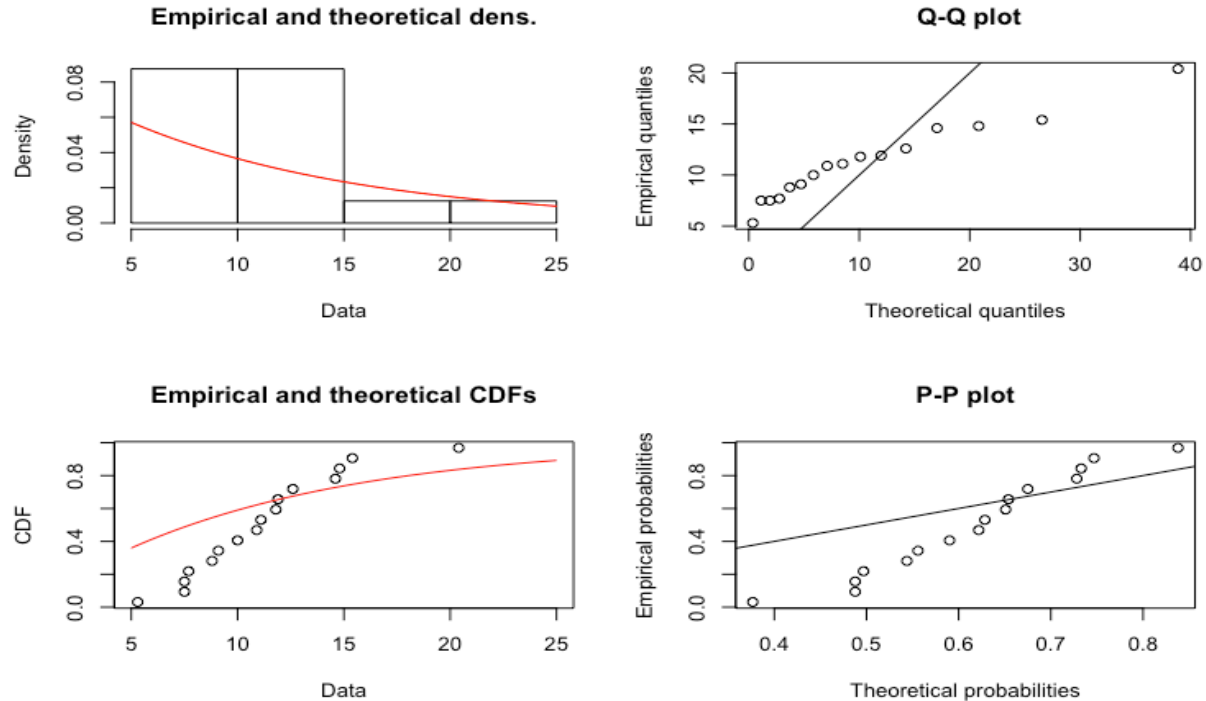 Empirical and theoretical dens.
Density
0.00 0.04 0.08
5 10 15 20 25
Data
Q-Q plot
Empirical quantiles
5 10 15 20
0 10 20 30 40
Theoretical quantiles
Empirical and theoretical CDFs
CDF
0.0 0.4 0.8
5 10 15 20 25
Data
P-P plot
Empirical probabilities
0.0 0.4 0.8
0.4 0.5 0.6 0.7 0.8
Theoretical probabilities